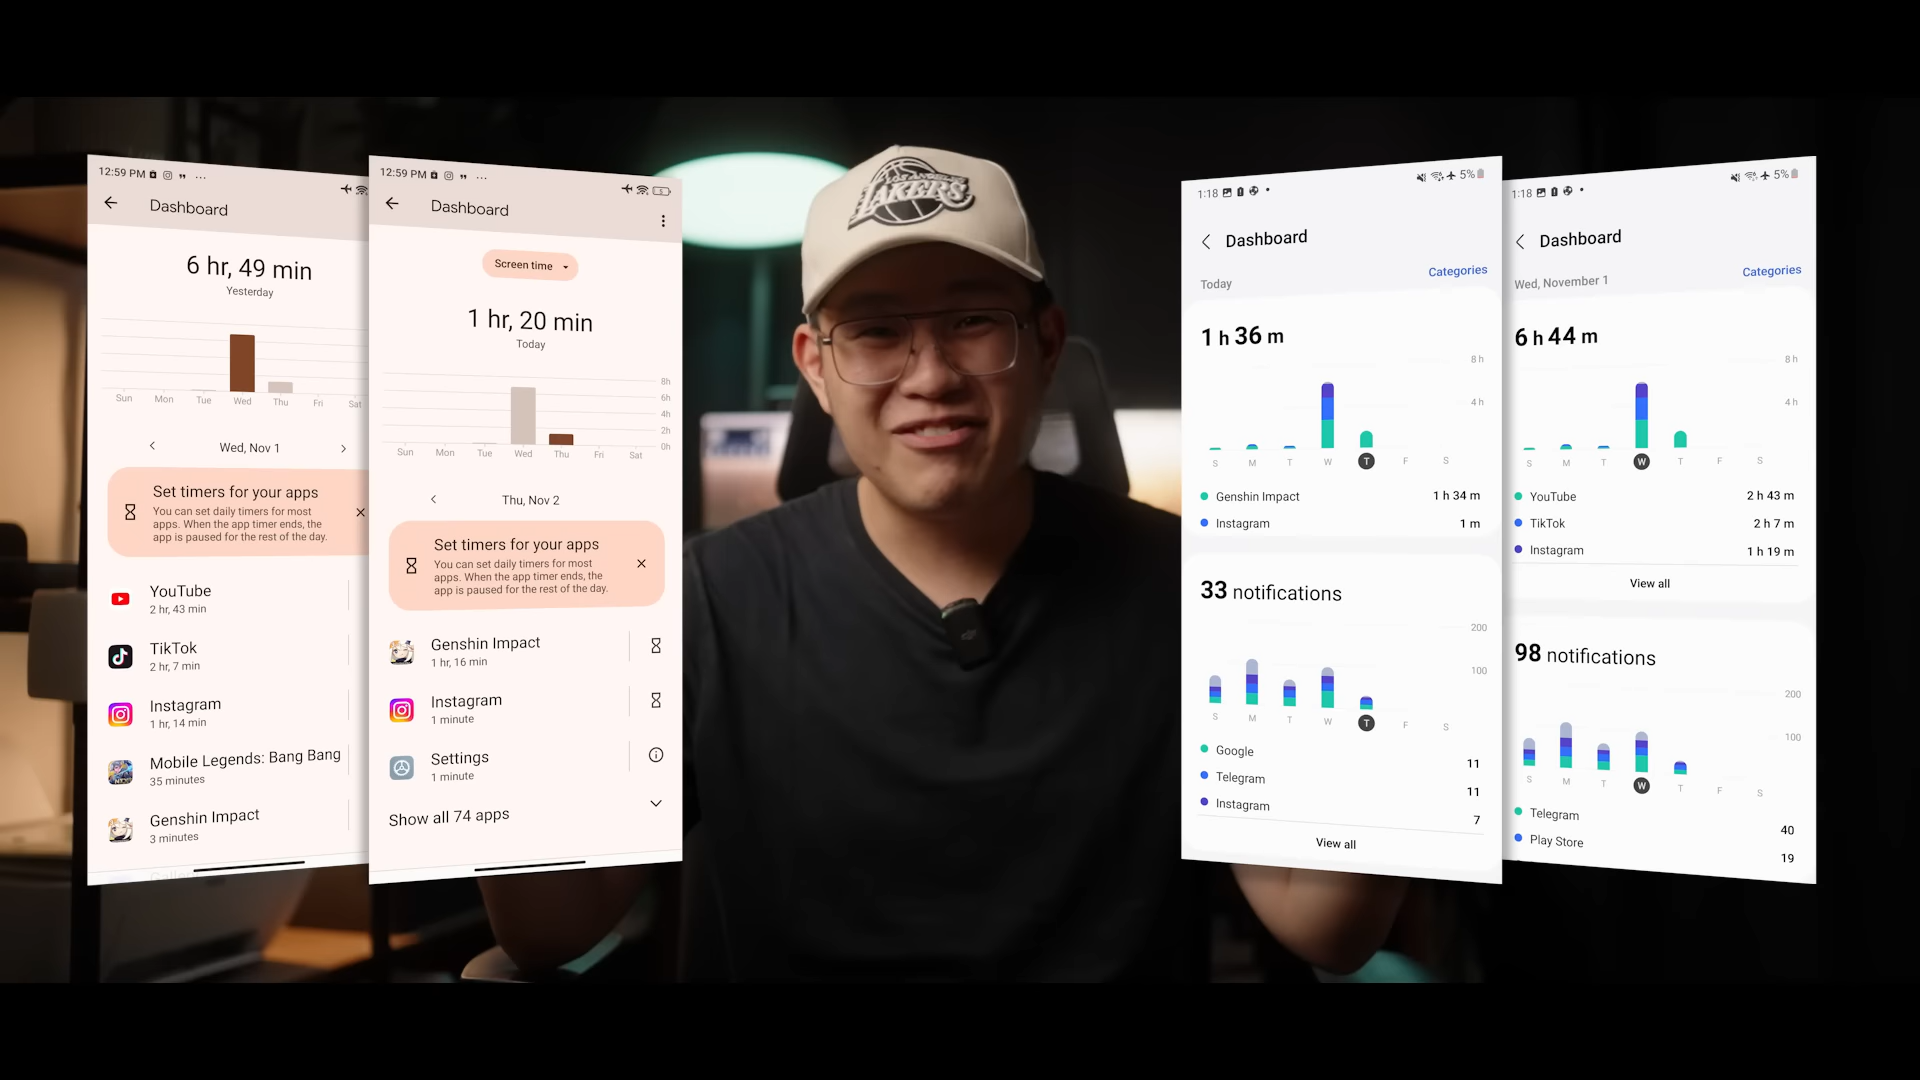 12:59 PM
Dashboard
6 hr, 49 min
Yesterday
Sun Mon Tue Wed Thu Fri Sat
Wed, Nov 1
Set timers for your apps
You can set daily timers for most
apps. When the app timer ends, the
app is paused for the rest of the day.
YouTube
2 hr, 43 min
TikTok
2 hr, 7 min
Instagram
1 hr, 14 min
Mobile Legends: Bang Bang
35 minutes
Genshin Impact
3 minutes
12:59 PM
5
Dashboard
Screen time
1 hr, 20 min
Today
8h
6h
4h
2h
0h
Sun Mon Tue Wed Thu Fri Sat
Thu, Nov 2
Set timers for your apps
You can set daily timers for most
apps. When the app timer ends, the
app is paused for the rest of the day.
Genshin Impact
1 hr, 16 min
Instagram
1 minute
Settings
1 minute
Show all 74 apps
LOS ANGELES
LAKERS
1:18 5%
Dashboard
Categories
Today
1 h 36 m
8 h
4 h
S M T W T F S
Genshin Impact 1 h 34 m
Instagram 1 m
33 notifications
200
100
S M T W T F S
Google 11
Telegram 11
Instagram 7
View all
1:18 5%
Dashboard
Categories
Wed, November 1
6 h 44 m
8 h
4 h
S M T W T F S
YouTube 2 h 43 m
TikTok 2 h 7 m
Instagram 1 h 19 m
View all
98 notifications
200
100
S M T W T F S
Telegram 40
Play Store 19